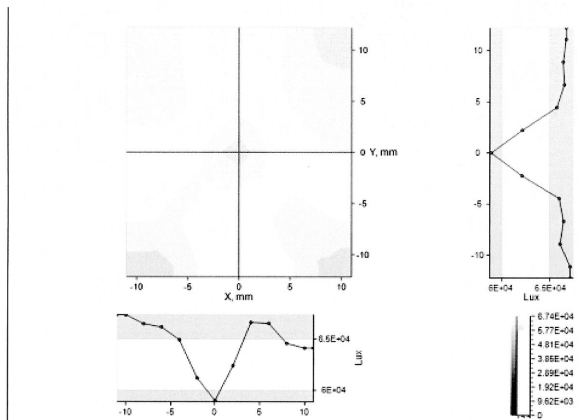 10
5
0 Y, mm
-5
-10
-10 -5 0 5 10
X, mm
10
5
0
-5
-10
6E+04 6.5E+04
Lux
6.5E+04
6E+04
Lux
-10 -5 0 5 10
6.74E+04
5.77E+04
4.81E+04
3.85E+04
2.89E+04
1.92E+04
9.62E+03
0